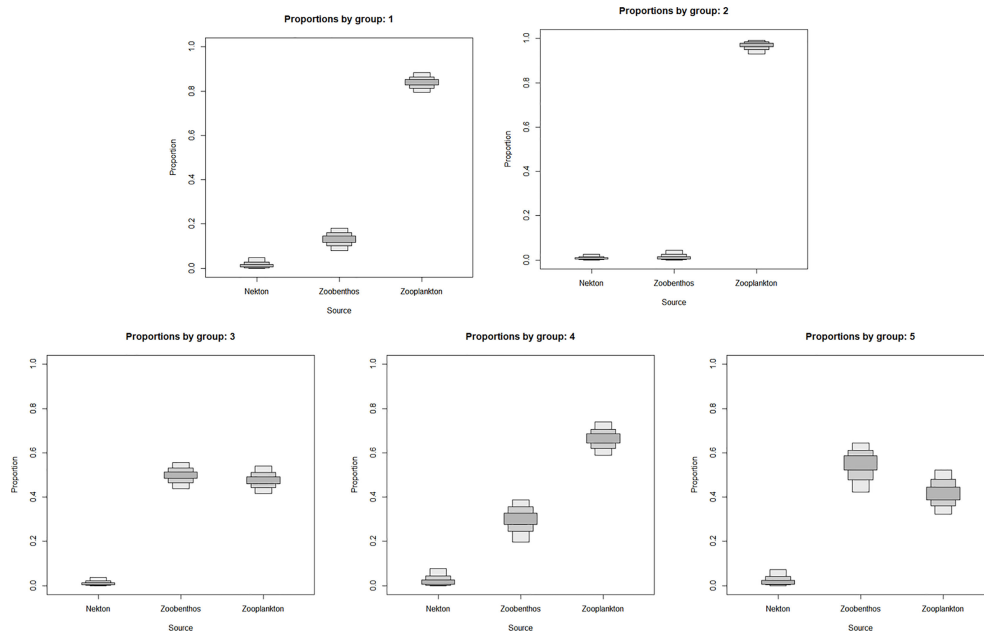 Proportions by group: 1
Proportion
1.0
0.8
0.6
0.4
0.2
0.0
Nekton Zoobenthos Zooplankton
Source
Proportions by group: 2
Proportion
1.0
0.8
0.6
0.4
0.2
0.0
Nekton Zoobenthos Zooplankton
Source
Proportions by group: 3
Proportion
1.0
0.8
0.6
0.4
0.2
0.0
Nekton Zoobenthos Zooplankton
Source
Proportions by group: 4
Proportion
1.0
0.8
0.6
0.4
0.2
0.0
Nekton Zoobenthos Zooplankton
Source
Proportions by group: 5
Proportion
1.0
0.8
0.6
0.4
0.2
0.0
Nekton Zoobenthos Zooplankton
Source